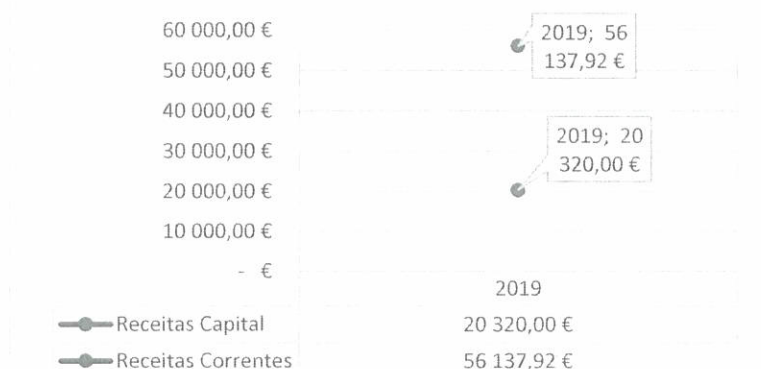 60 000,00 €
50 000,00 €
40 000,00 €
30 000,00 €
20 000,00 €
10 000,00 €
- €
2019; 56
137,92 €
2019; 20
320,00 €
2019
Receitas Capital 20 320,00 €
Receitas Correntes 56 137,92 €